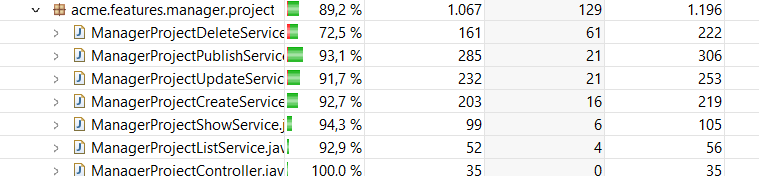 acme.features.manager.project 89,2 % 1.067 129 1.196
ManagerProjectDeleteService 72,5 % 161 61 222
ManagerProjectPublishService 93,1 % 285 21 306
ManagerProjectUpdateServic 91,7 % 232 21 253
ManagerProjectCreateService 92,7 % 203 16 219
ManagerProjectShowService.j 94,3 % 99 6 105
ManagerProjectListService.jav 92,9 % 52 4 56
ManagerProjectController.jav 100,0 % 35 0 35